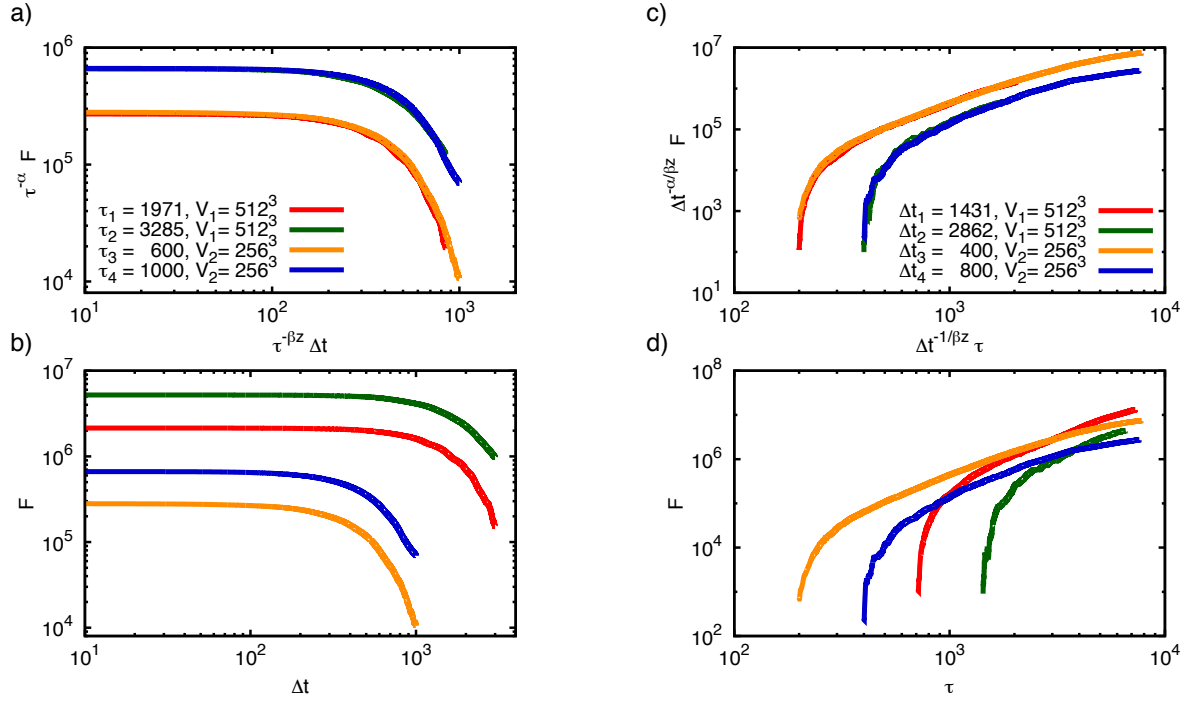 a)
10^6
10^5
10^4
τ^-α F
τ1 = 1971, V1 = 512^3
τ2 = 3285, V1 = 512^3
τ3 = 600, V2 = 256^3
τ4 = 1000, V2 = 256^3
10^1 10^2 10^3
τ^-βz Δt
b)
10^7
10^6
10^5
10^4
F
10^1 10^2 10^3
Δt
c)
10^7
10^5
10^3
10^1
Δt^-α/βz F
Δt1 = 1431, V1 = 512^3
Δt2 = 2862, V1 = 512^3
Δt3 = 400, V2 = 256^3
Δt4 = 800, V2 = 256^3
10^2 10^3 10^4
Δt^-1/βz τ
d)
10^8
10^6
10^4
10^2
F
10^2 10^3 10^4
τ